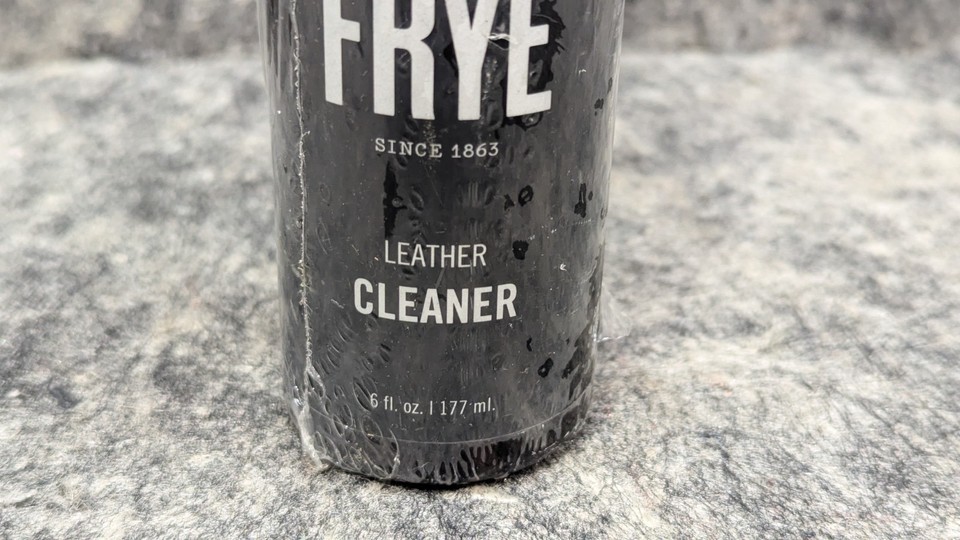 FRYE
SINCE 1863
LEATHER
CLEANER
6 fl. oz. | 177 ml.